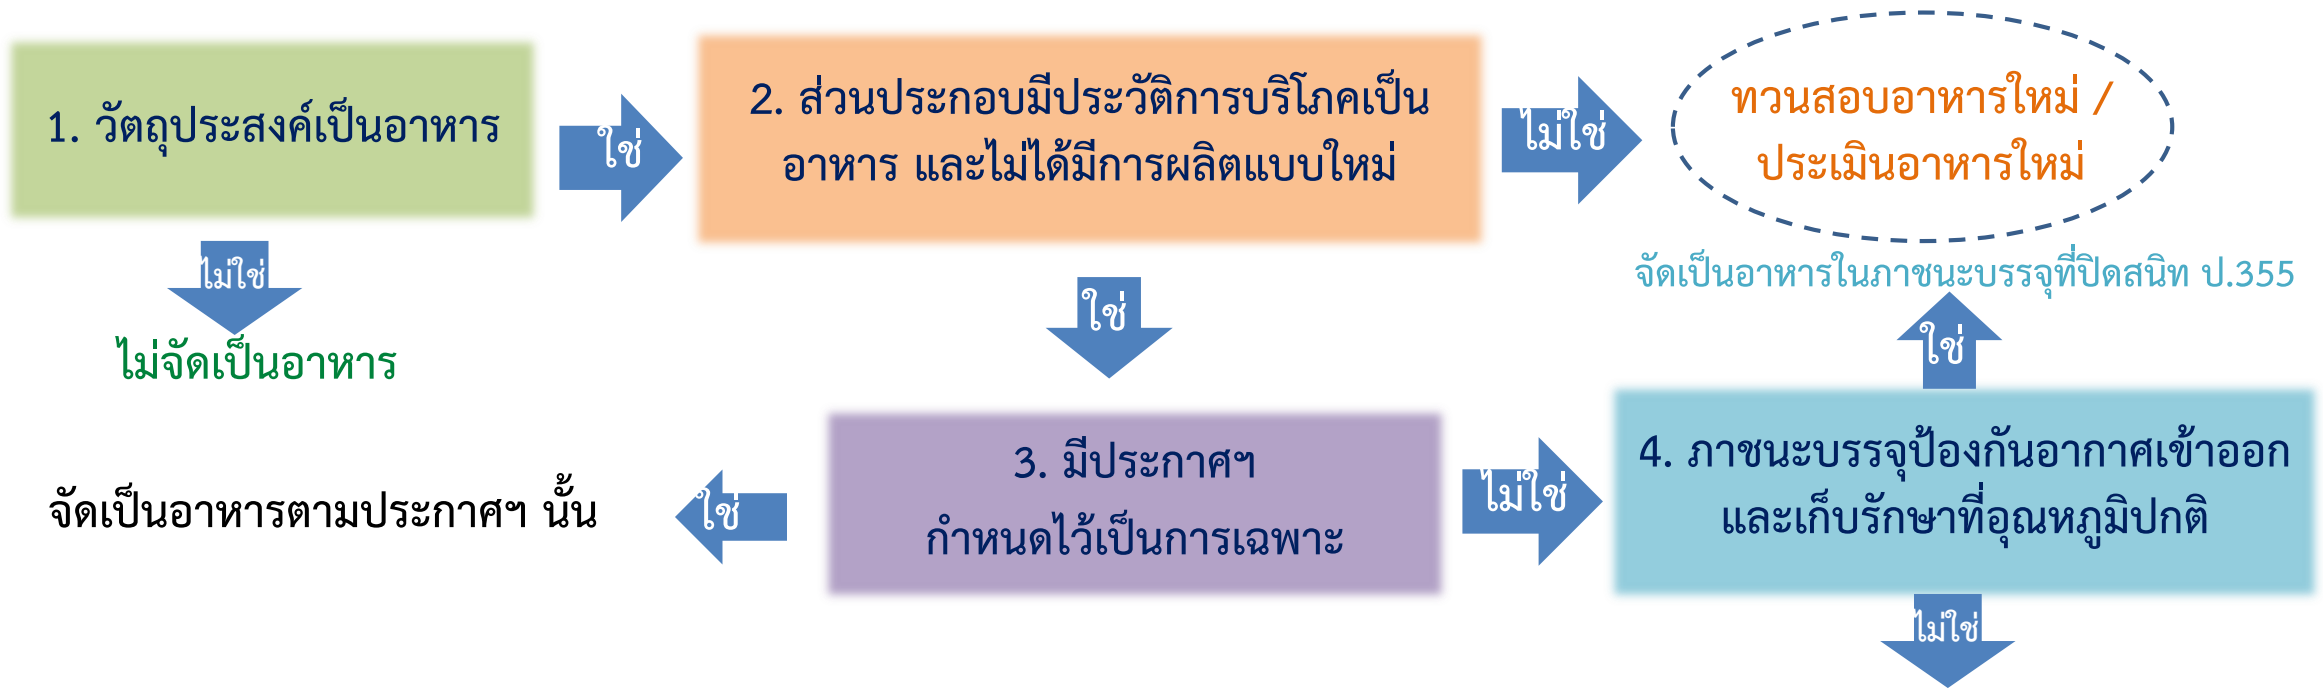 1. วัตถุประสงค์เป็นอาหาร
ใช่
2. ส่วนประกอบมีประวัติการบริโภคเป็น
อาหาร และไม่ได้มีการผลิตแบบใหม่
ไม่ใช่
ทวนสอบอาหารใหม่ /
ประเมินอาหารใหม่
ไม่ใช่
ไม่จัดเป็นอาหาร
ใช่
จัดเป็นอาหารในภาชนะบรรจุที่ปิดสนิท ป.355
ใช่
จัดเป็นอาหารตามประกาศฯ นั้น
ใช่
3. มีประกาศฯ
กำหนดไว้เป็นการเฉพาะ
ไม่ใช่
4. ภาชนะบรรจุป้องกันอากาศเข้าออก
และเก็บรักษาที่อุณหภูมิปกติ
ไม่ใช่